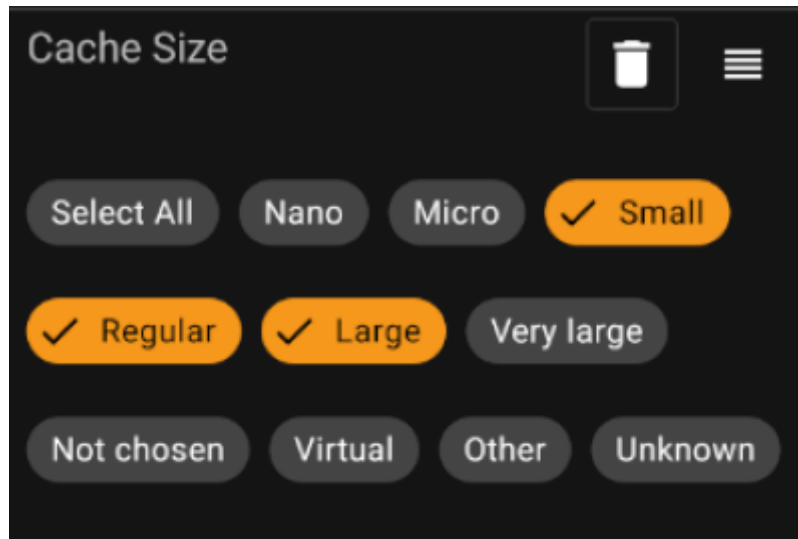 Cache Size
Select All Nano Micro Small
Regular Large Very large
Not chosen Virtual Other Unknown